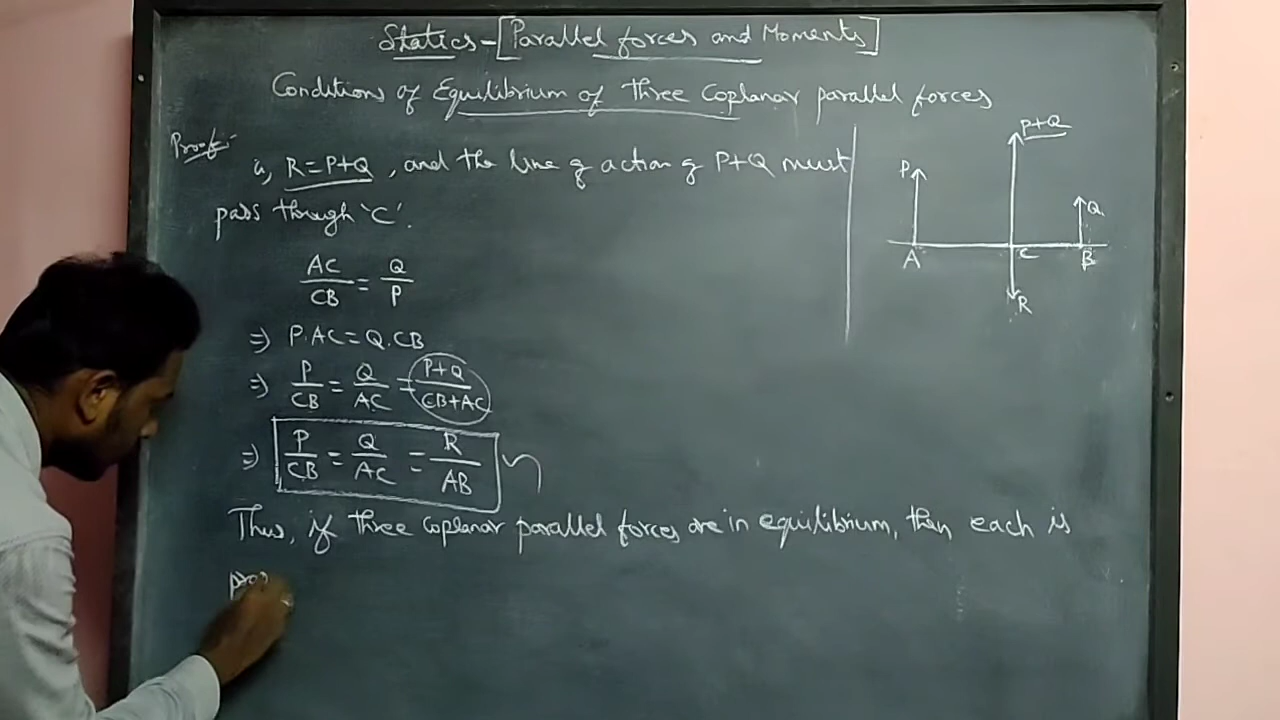 Statics - [Parallel forces and Moments]
Conditions of Equilibrium of Three Coplanar parallel forces
Proof:
R = P+Q, and the line of action of P+Q must
pass through 'C'.
AC/CB = Q/P
⇒ P.AC = Q.CB
⇒ P/CB = Q/AC = P+Q/CB+AC
⇒ P/CB = Q/AC = R/AB
Thus, if three coplanar parallel forces are in equilibrium, then each is
P+Q
P
Q
A
C
B
R